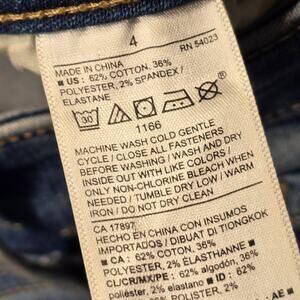 4
MADE IN CHINA RN 54023
■ US : 62% COTTON, 36%
POLYESTER, 2% SPANDEX/
ELASTANE
30
1166
MACHINE WASH COLD GENTLE
CYCLE / CLOSE ALL FASTENERS
BEFORE WASHING / WASH AND DRY
INSIDE OUT WITH LIKE COLORS /
ONLY NON-CHLORINE BLEACH WHEN
NEEDED / TUMBLE DRY LOW / WARM
IRON / DO NOT DRY CLEAN
CA 17897
HECHO EN CHINA CON INSUMOS
IMPORTADOS / DIBUAT DI TIONGKOK
■ CA : 62% COTTON, 36%
POLYESTER, 2% ÉLASTHANNE ■
CL/CR/MX/PE: 62% algodón, 36%
poliéster, 2% elastano ■ ID : 62%
2% ■ AE